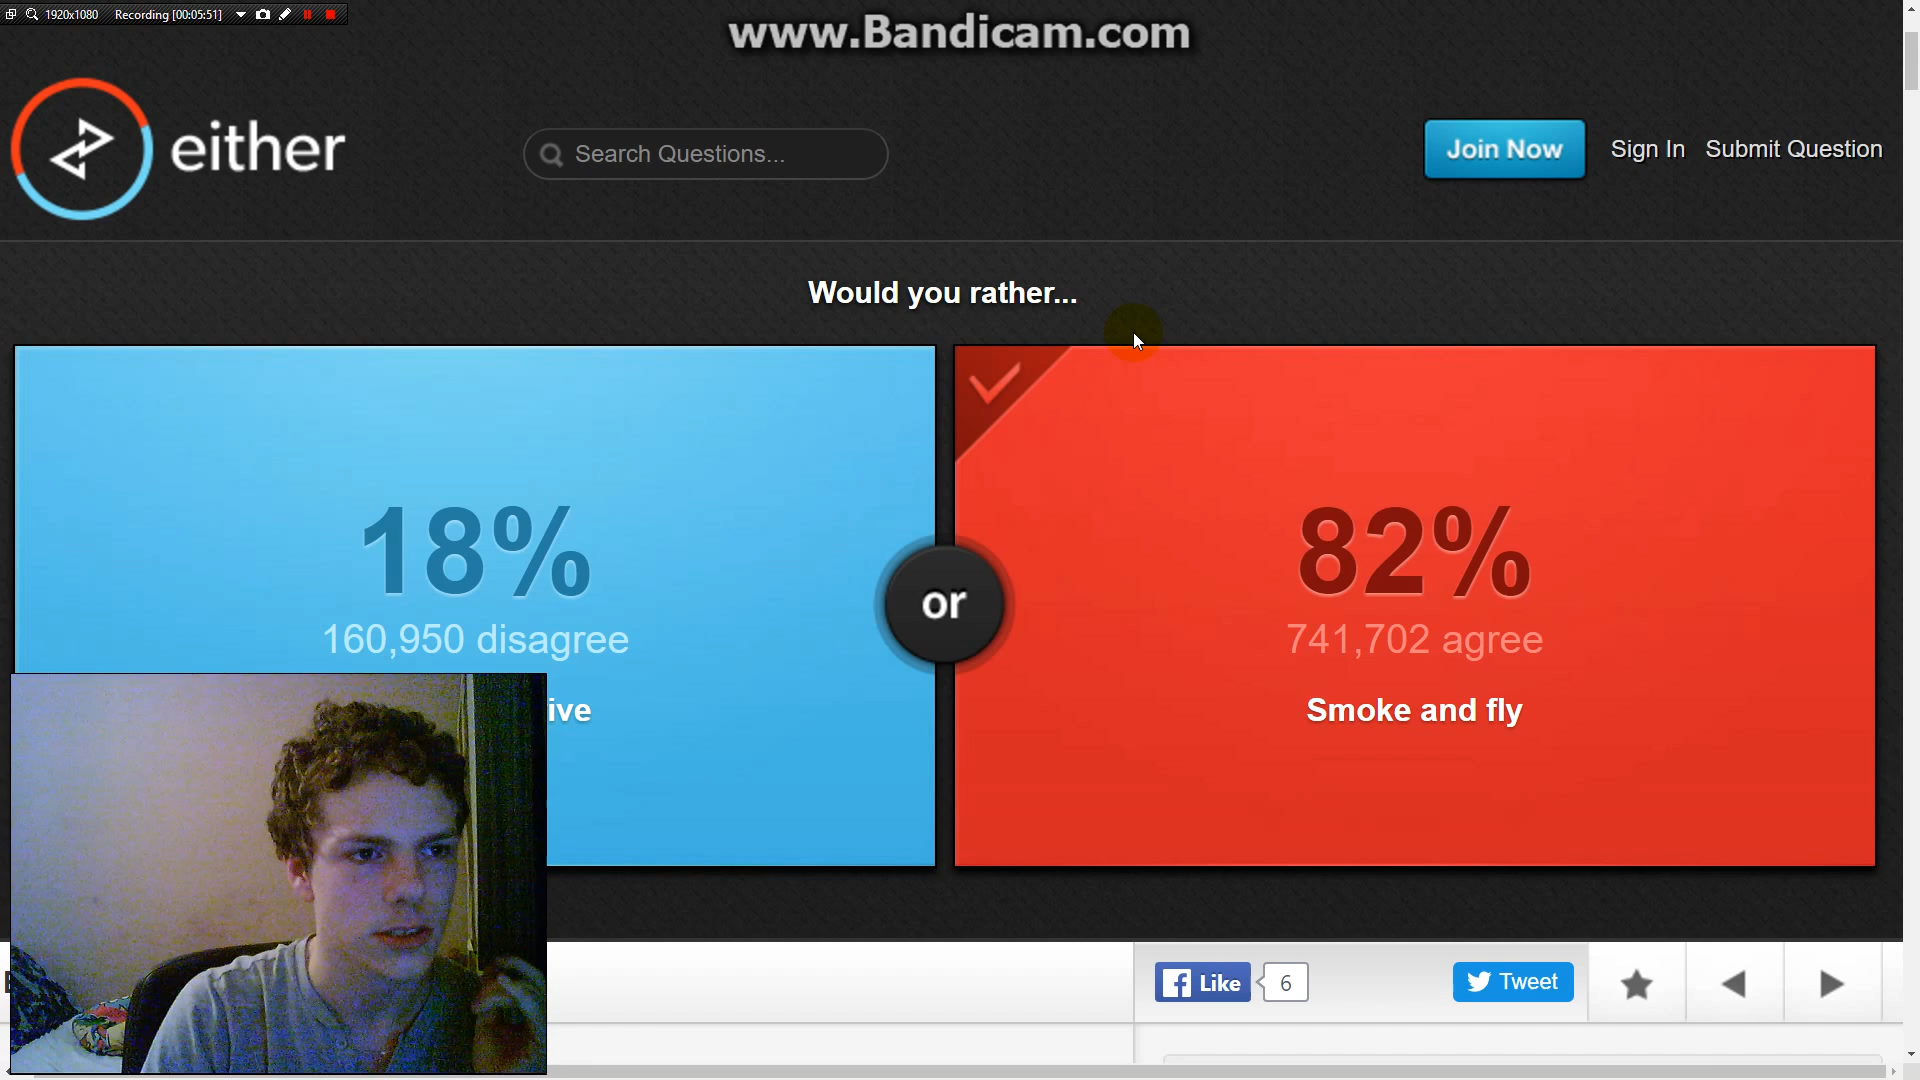 1920x1080 Recording [00:05:51]
www.Bandicam.com
either
Search Questions...
Join Now
Sign In
Submit Question
Would you rather...
18%
160,950 disagree
ive
or
82%
741,702 agree
Smoke and fly
Like
6
Tweet